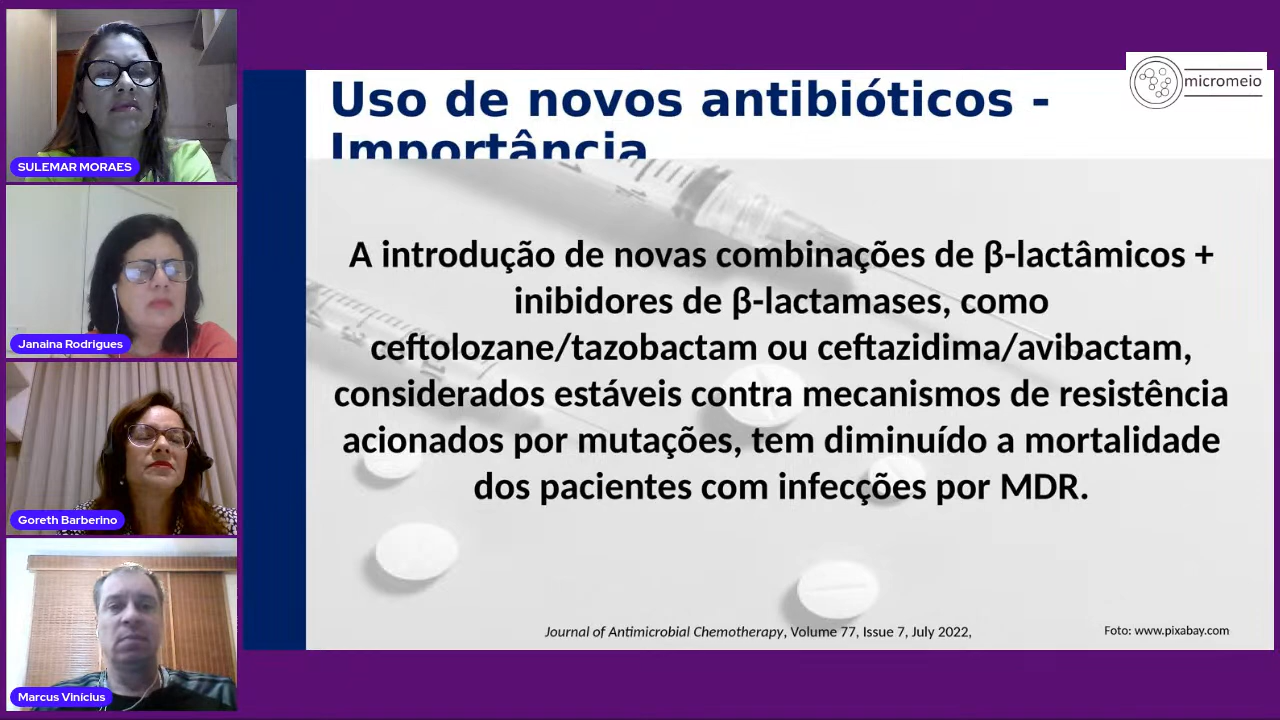 SULEMAR MORAES
Janaina Rodrigues
Goreth Barberino
Marcus Vinícius
micromeio
Uso de novos antibióticos -
Importância
A introdução de novas combinações de β-lactâmicos +
inibidores de β-lactamases, como
ceftolozane/tazobactam ou ceftazidima/avibactam,
considerados estáveis contra mecanismos de resistência
acionados por mutações, tem diminuído a mortalidade
dos pacientes com infecções por MDR.
Journal of Antimicrobial Chemotherapy, Volume 77, Issue 7, July 2022,
Foto: www.pixabay.com